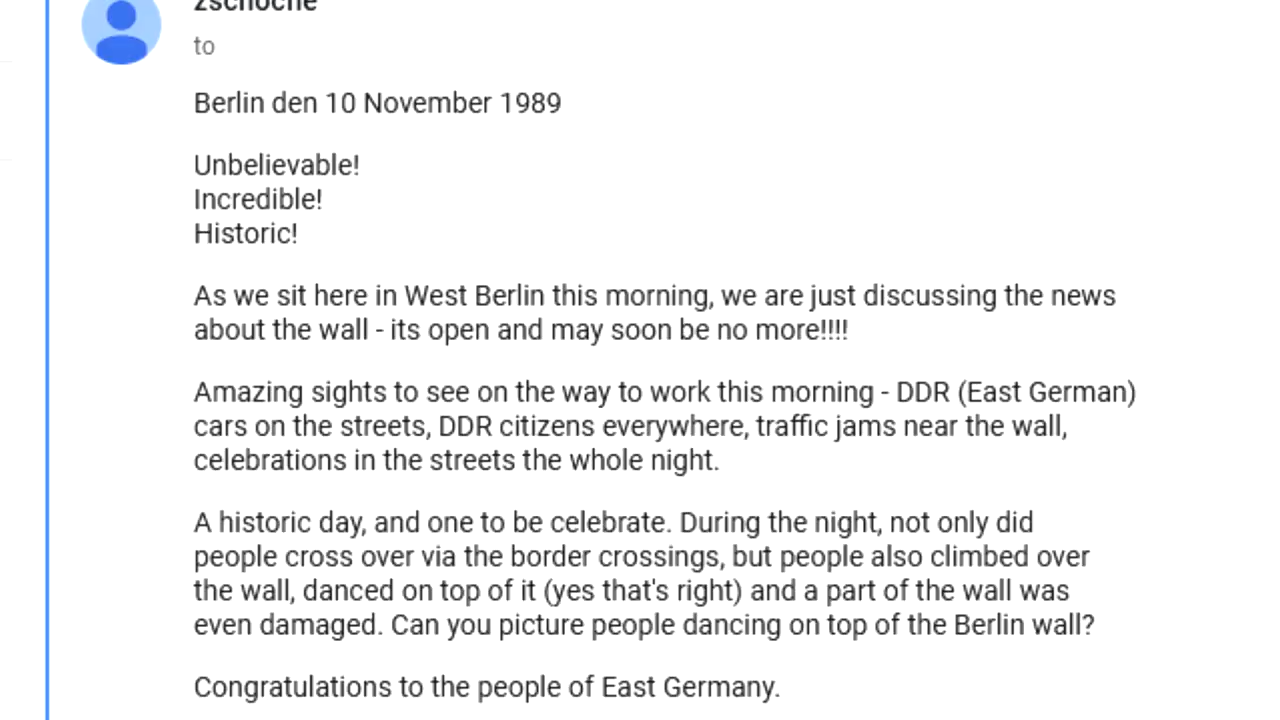 zschoche
to
Berlin den 10 November 1989
Unbelievable!
Incredible!
Historic!
As we sit here in West Berlin this morning, we are just discussing the news
about the wall - its open and may soon be no more!!!!
Amazing sights to see on the way to work this morning - DDR (East German)
cars on the streets, DDR citizens everywhere, traffic jams near the wall,
celebrations in the streets the whole night.
A historic day, and one to be celebrate. During the night, not only did
people cross over via the border crossings, but people also climbed over
the wall, danced on top of it (yes that's right) and a part of the wall was
even damaged. Can you picture people dancing on top of the Berlin wall?
Congratulations to the people of East Germany.